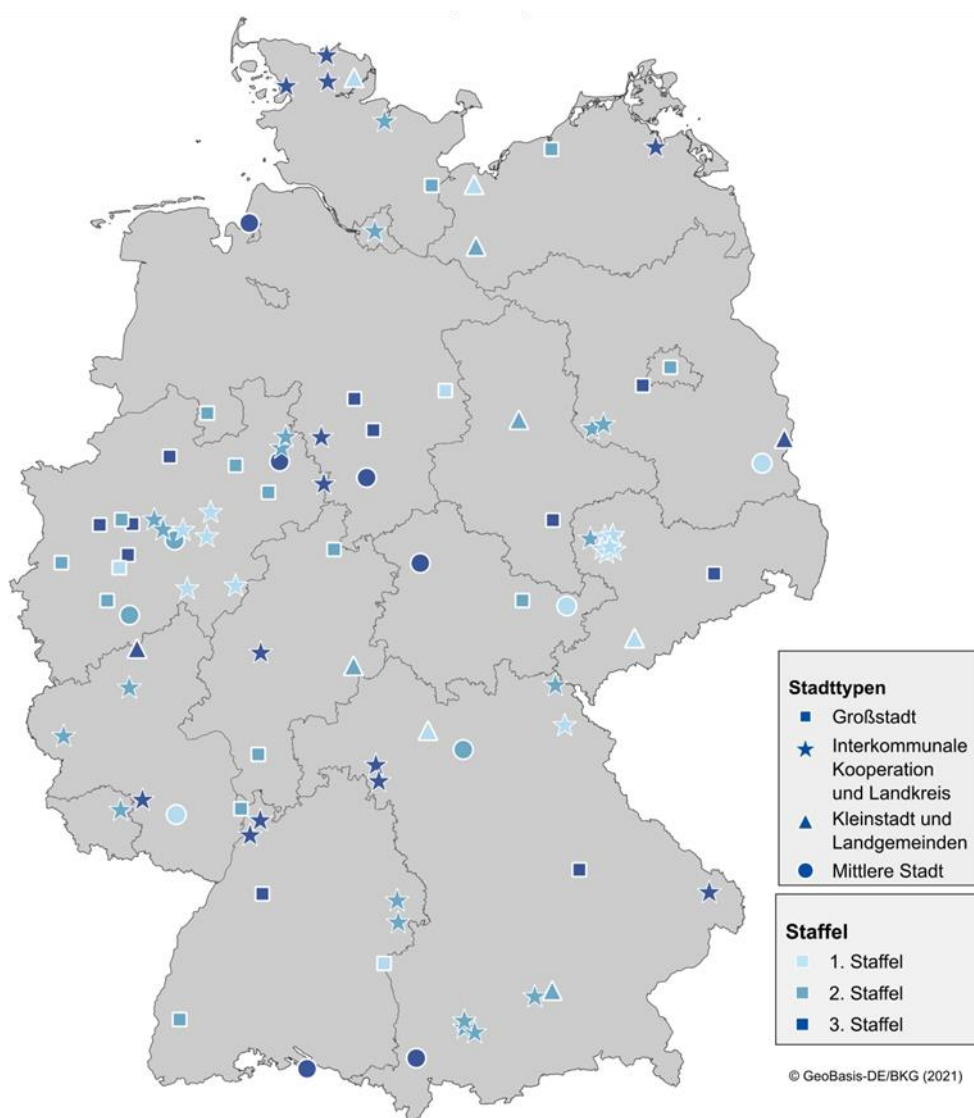 Stadttypen
Großstadt
Interkommunale
Kooperation
und Landkreis
Kleinstadt und
Landgemeinden
Mittlere Stadt
Staffel
1. Staffel
2. Staffel
3. Staffel
© GeoBasis-DE/BKG (2021)